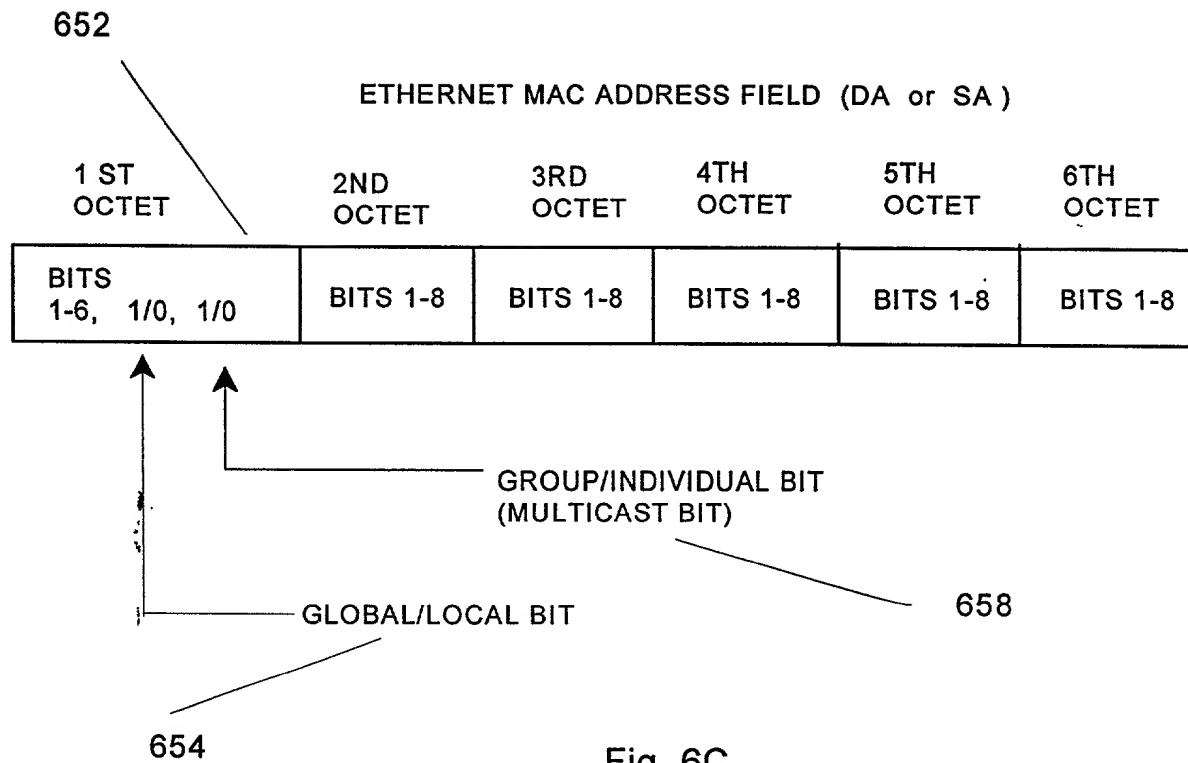 652
ETHERNET MAC ADDRESS FIELD (DA or SA )
1 ST
OCTET
2ND
OCTET
3RD
OCTET
4TH
OCTET
5TH
OCTET
6TH
OCTET
BITS
1-6, 1/0, 1/0
BITS 1-8
BITS 1-8
BITS 1-8
BITS 1-8
BITS 1-8
GROUP/INDIVIDUAL BIT
(MULTICAST BIT)
658
GLOBAL/LOCAL BIT
654
Fig. 6C